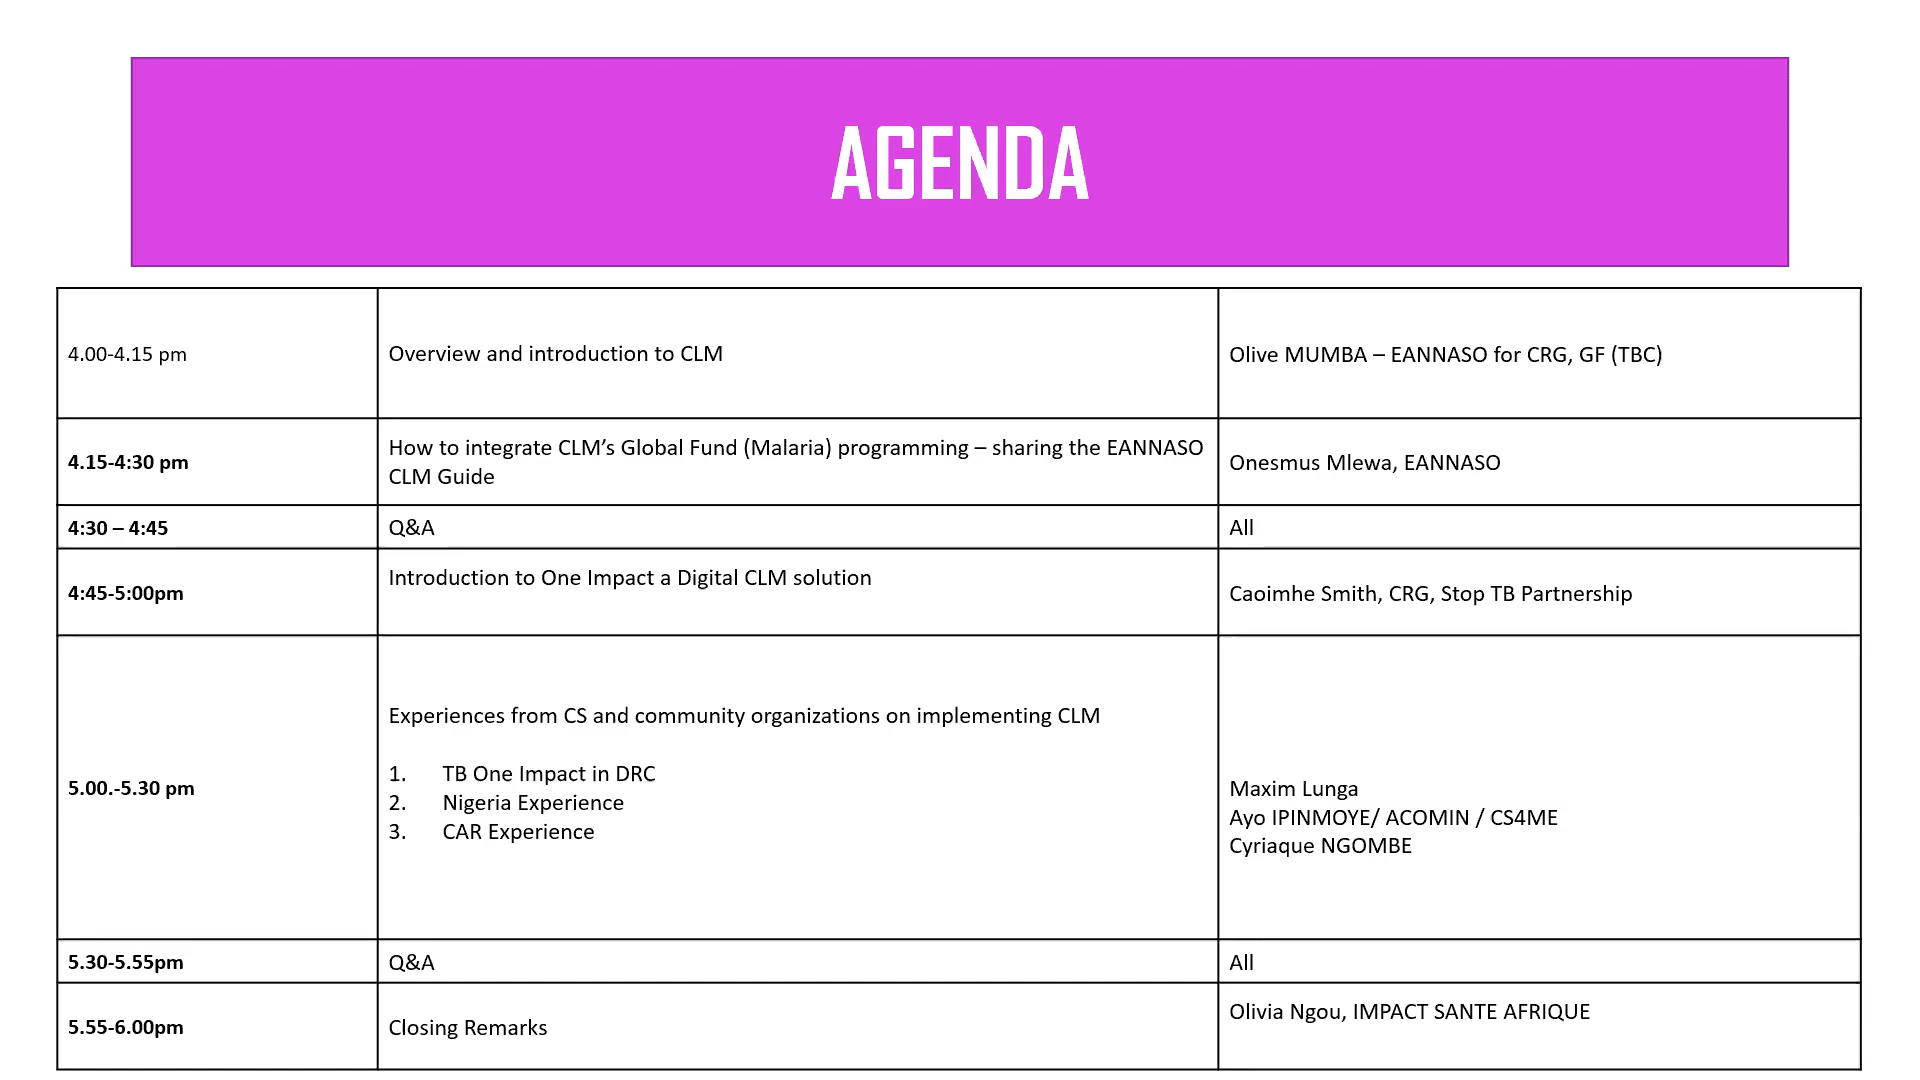 AGENDA
4.00-4.15 pm
Overview and introduction to CLM
Olive MUMBA – EANNASO for CRG, GF (TBC)
4.15-4:30 pm
How to integrate CLM’s Global Fund (Malaria) programming – sharing the EANNASO
CLM Guide
Onesmus Mlewa, EANNASO
4:30 – 4:45
Q&A
All
4:45-5:00pm
Introduction to One Impact a Digital CLM solution
Caoimhe Smith, CRG, Stop TB Partnership
5.00.-5.30 pm
Experiences from CS and community organizations on implementing CLM
1. TB One Impact in DRC
2. Nigeria Experience
3. CAR Experience
Maxim Lunga
Ayo IPINMOYE/ ACOMIN / CS4ME
Cyriaque NGOMBE
5.30-5.55pm
Q&A
All
5.55-6.00pm
Closing Remarks
Olivia Ngou, IMPACT SANTE AFRIQUE